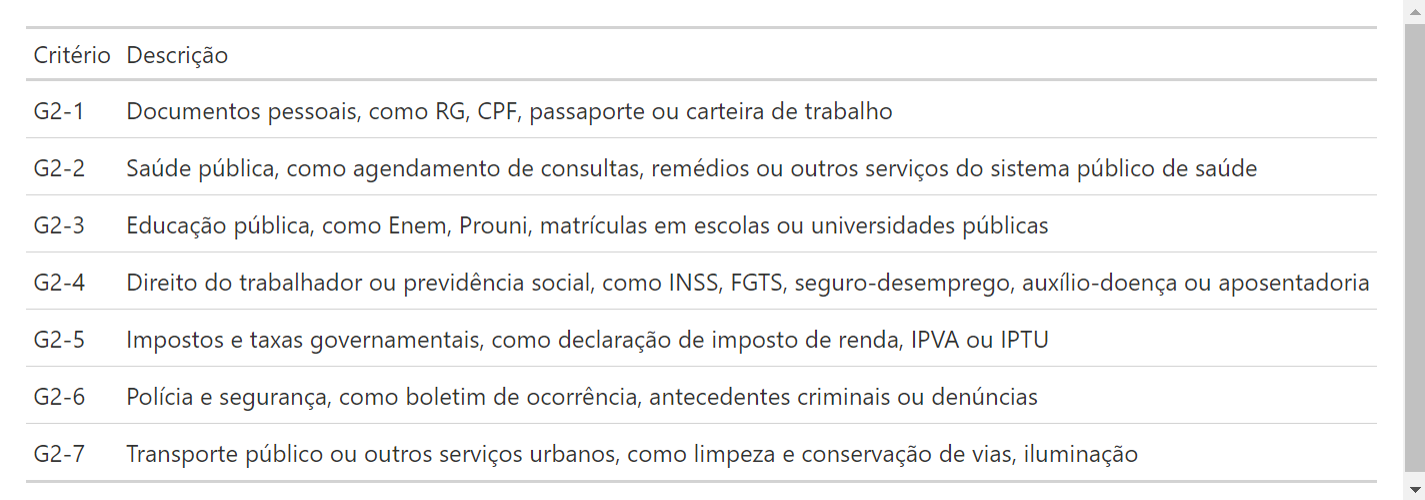 Critério Descrição
G2-1 Documentos pessoais, como RG, CPF, passaporte ou carteira de trabalho
G2-2 Saúde pública, como agendamento de consultas, remédios ou outros serviços do sistema público de saúde
G2-3 Educação pública, como Enem, Prouni, matrículas em escolas ou universidades públicas
G2-4 Direito do trabalhador ou previdência social, como INSS, FGTS, seguro-desemprego, auxílio-doença ou aposentadoria
G2-5 Impostos e taxas governamentais, como declaração de imposto de renda, IPVA ou IPTU
G2-6 Polícia e segurança, como boletim de ocorrência, antecedentes criminais ou denúncias
G2-7 Transporte público ou outros serviços urbanos, como limpeza e conservação de vias, iluminação